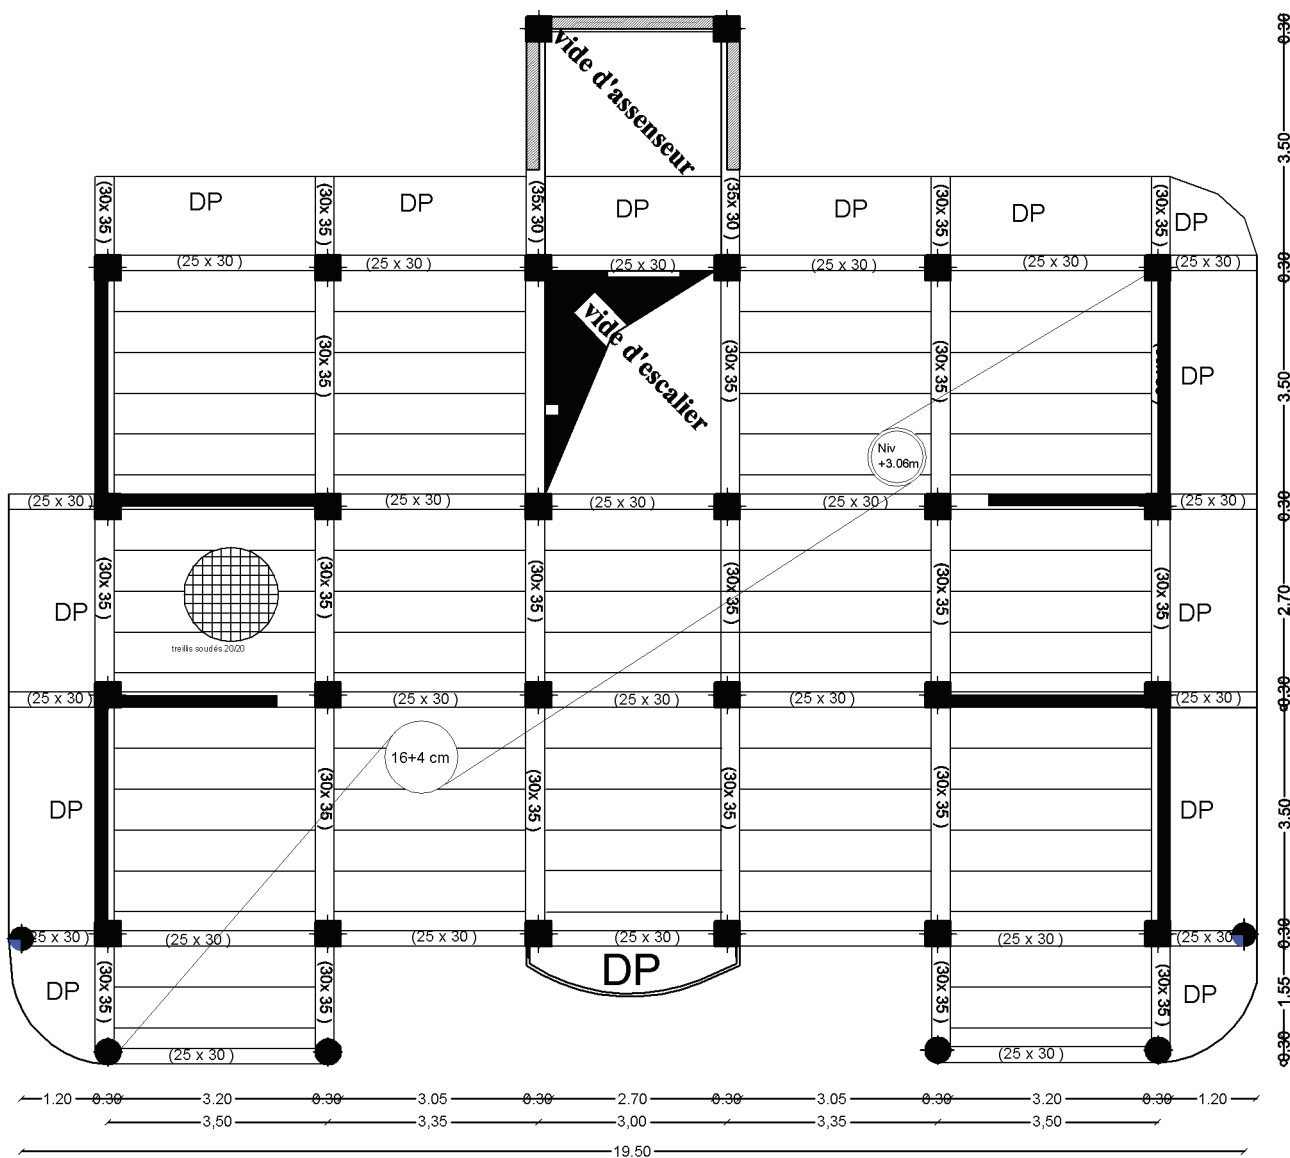 vide d'assenseur
0.30
3.50
(30x 35 )
DP
(30x 35 )
DP
(35x 30 )
DP
(35x 30 )
DP
(30x 35 )
DP
(30x 35 )
DP
(25 x 30 )
(25 x 30 )
(25 x 30 )
(25 x 30 )
(25 x 30 )
(25 x 30 )
0.30
vide d'escalier
(30x 35 )
(30x 35 )
(30x 35 )
DP
3.50
Niv
+3.06m
(25 x 30 )
(25 x 30 )
(25 x 30 )
(25 x 30 )
(25 x 30 )
0.30
DP
(30x 35 )
(30x 35 )
(30x 35 )
(30x 35 )
(30x 35 )
(30x 35 )
DP
2.70
treillis soudés 20/20
(25 x 30 )
(25 x 30 )
(25 x 30 )
(25 x 30 )
(25 x 30 )
0.30
16+4 cm
DP
(30x 35 )
(30x 35 )
(30x 35 )
(30x 35 )
DP
3.50
25 x 30 )
(25 x 30 )
(25 x 30 )
(25 x 30 )
(25 x 30 )
(25 x 30
0.30
DP
(30x 35 )
(30x 35 )
DP
(30x 35 )
(30x 35 )
DP
1.55
(25 x 30 )
(25 x 30 )
0.30
1.20
0.30
3.20
0.30
3.05
0.30
2.70
0.30
3.05
0.30
3.20
0.30
1.20
3,50
3,35
3,00
3,35
3,50
19.50